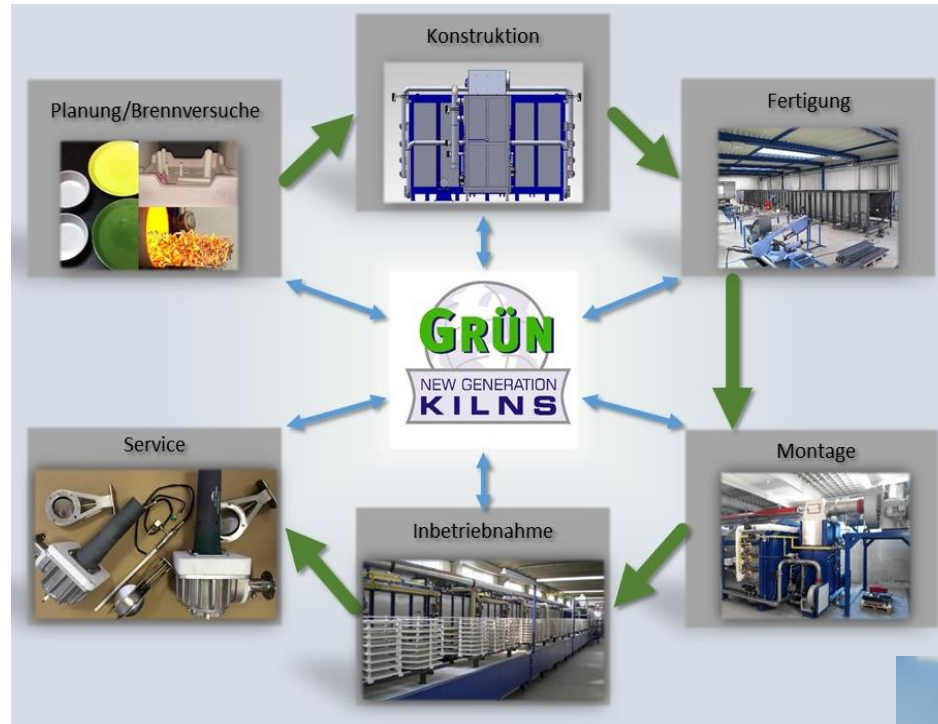 Konstruktion
Planung/Brennversuche
Fertigung
GRÜN
NEW GENERATION
KILNS
Service
Montage
Inbetriebnahme